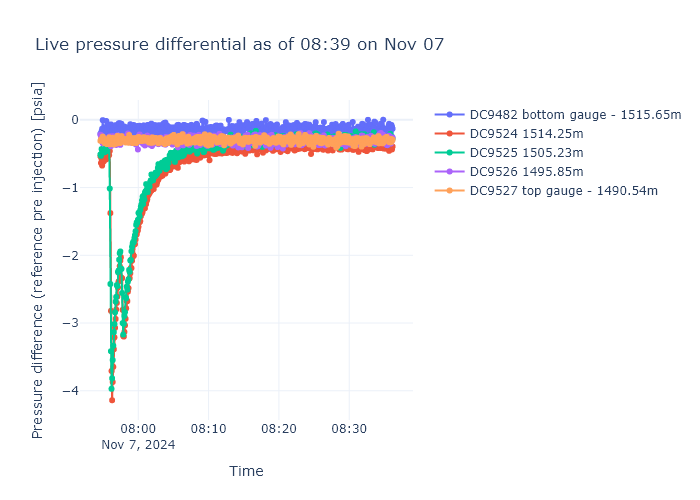 Live pressure differential as of 08:39 on Nov 07
Pressure difference (reference pre injection) [psia]
0
−1
−2
−3
−4
08:00
Nov 7, 2024
08:10
08:20
08:30
Time
DC9482 bottom gauge - 1515.65m
DC9524 1514.25m
DC9525 1505.23m
DC9526 1495.85m
DC9527 top gauge - 1490.54m